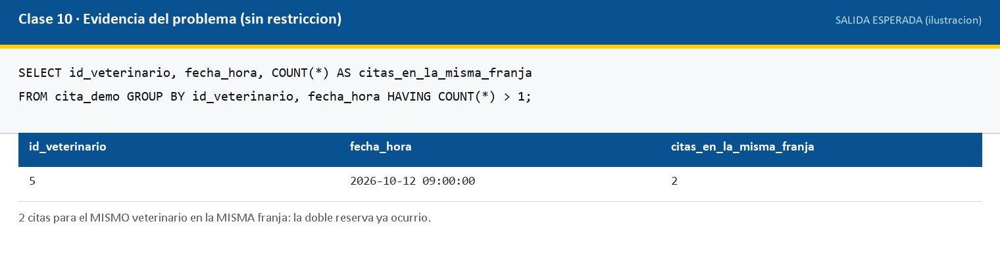 Clase 10 · Evidencia del problema (sin restriccion)
SALIDA ESPERADA (ilustracion)
SELECT id_veterinario, fecha_hora, COUNT(*) AS citas_en_la_misma_franja
FROM cita_demo GROUP BY id_veterinario, fecha_hora HAVING COUNT(*) > 1;
id_veterinario fecha_hora citas_en_la_misma_franja
5 2026-10-12 09:00:00 2
2 citas para el MISMO veterinario en la MISMA franja: la doble reserva ya ocurrio.